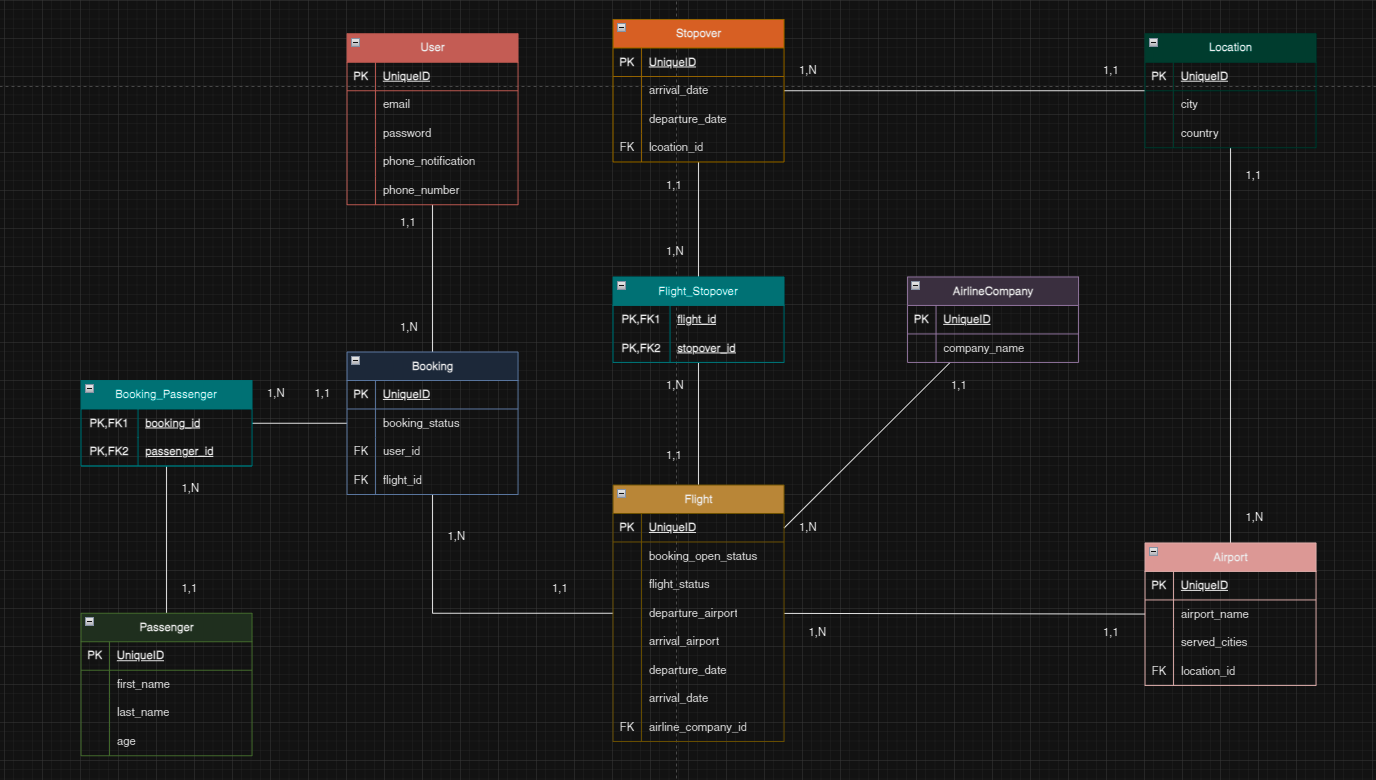 User
PK UniqueID
email
password
phone_notification
phone_number
1,1
1,N
Stopover
PK UniqueID
arrival_date
departure_date
FK lcoation_id
1,N
1,1
1,1
1,N
Location
PK UniqueID
city
country
1,1
1,N
Flight_Stopover
PK,FK1 flight_id
PK,FK2 stopover_id
1,N
1,1
AirlineCompany
PK UniqueID
company_name
1,1
1,N
Booking_Passenger
PK,FK1 booking_id
PK,FK2 passenger_id
1,N
1,1
1,N
1,1
Booking
PK UniqueID
booking_status
FK user_id
FK flight_id
1,N
1,1
Passenger
PK UniqueID
first_name
last_name
age
Flight
PK UniqueID
booking_open_status
flight_status
departure_airport
arrival_airport
departure_date
arrival_date
FK airline_company_id
1,N
1,1
Airport
PK UniqueID
airport_name
served_cities
FK location_id